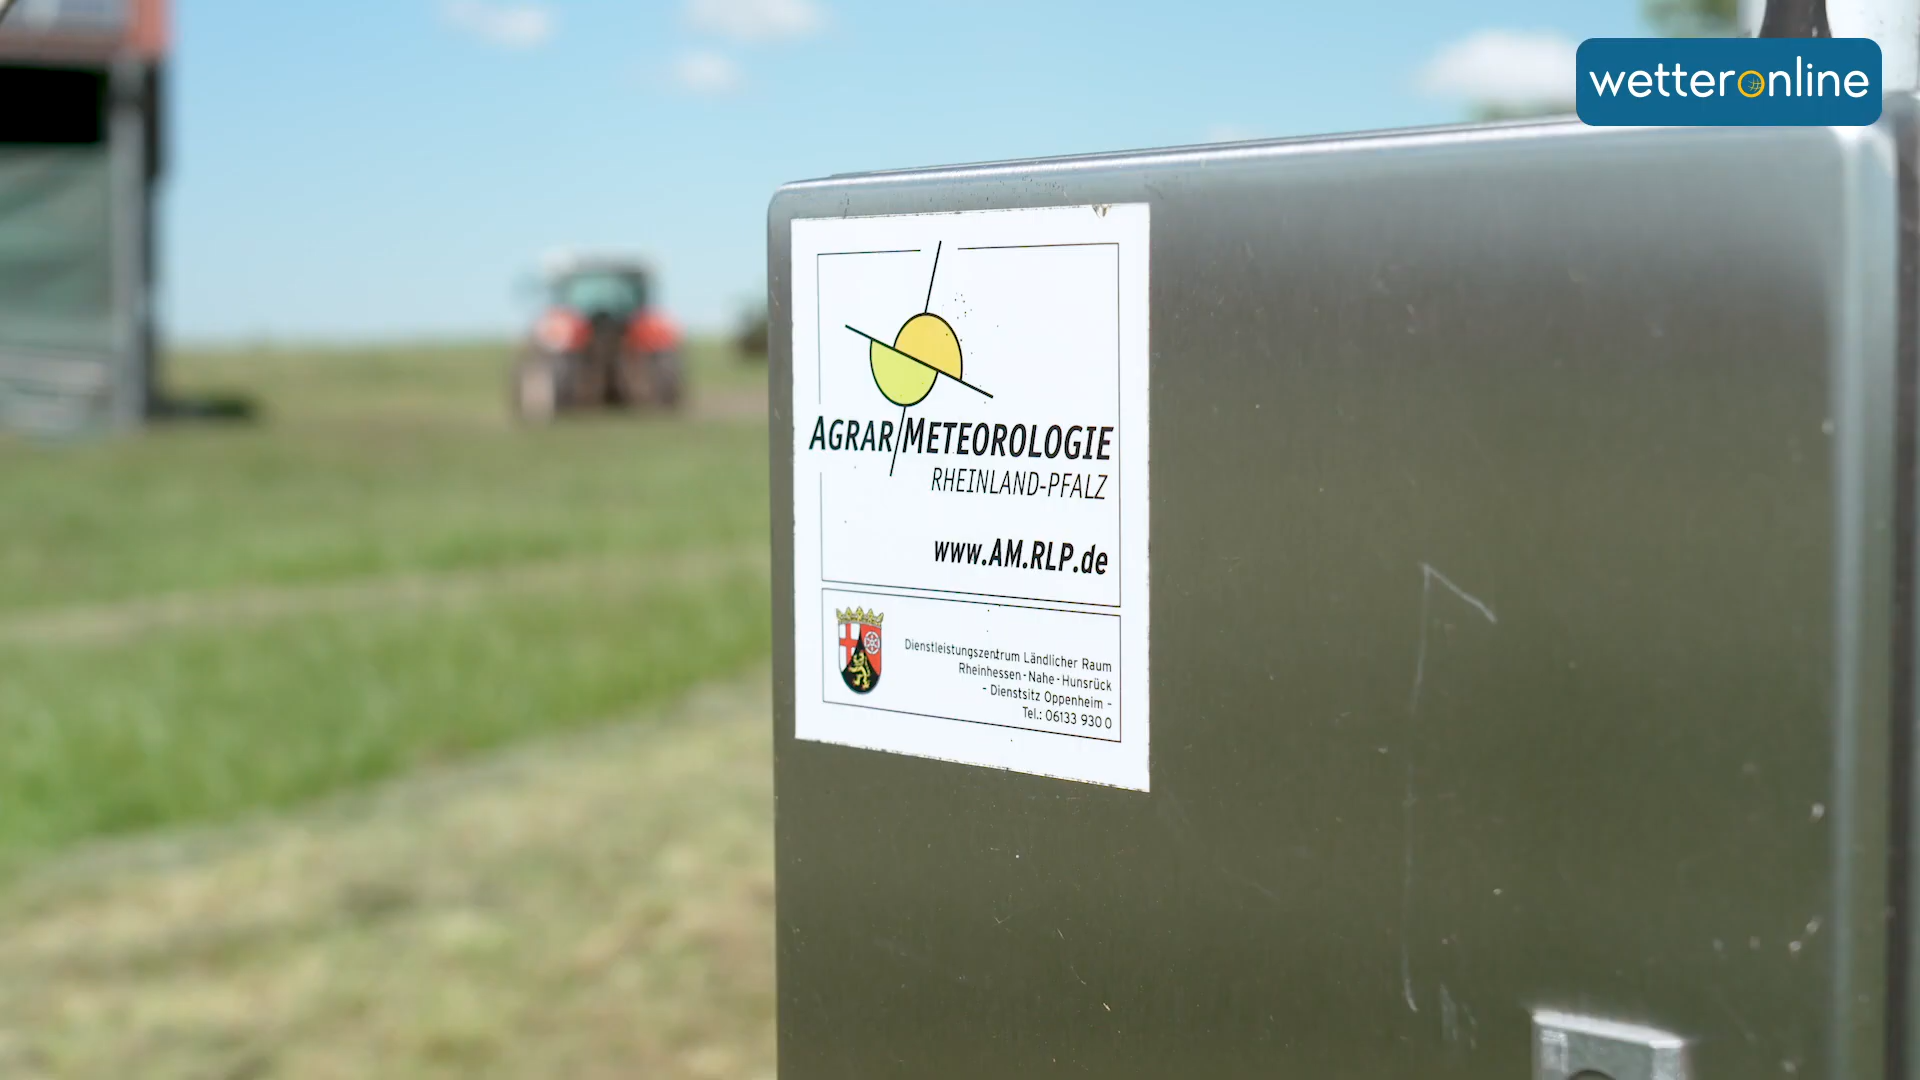 wetteronline
AGRAR/METEOROLOGIE
RHEINLAND-PFALZ
www.AM.RLP.de
Dienstleistungszentrum Ländlicher Raum
Rheinhessen-Nahe-Hunsrück
- Dienstsitz Oppenheim -
Tel.: 06133 930 0